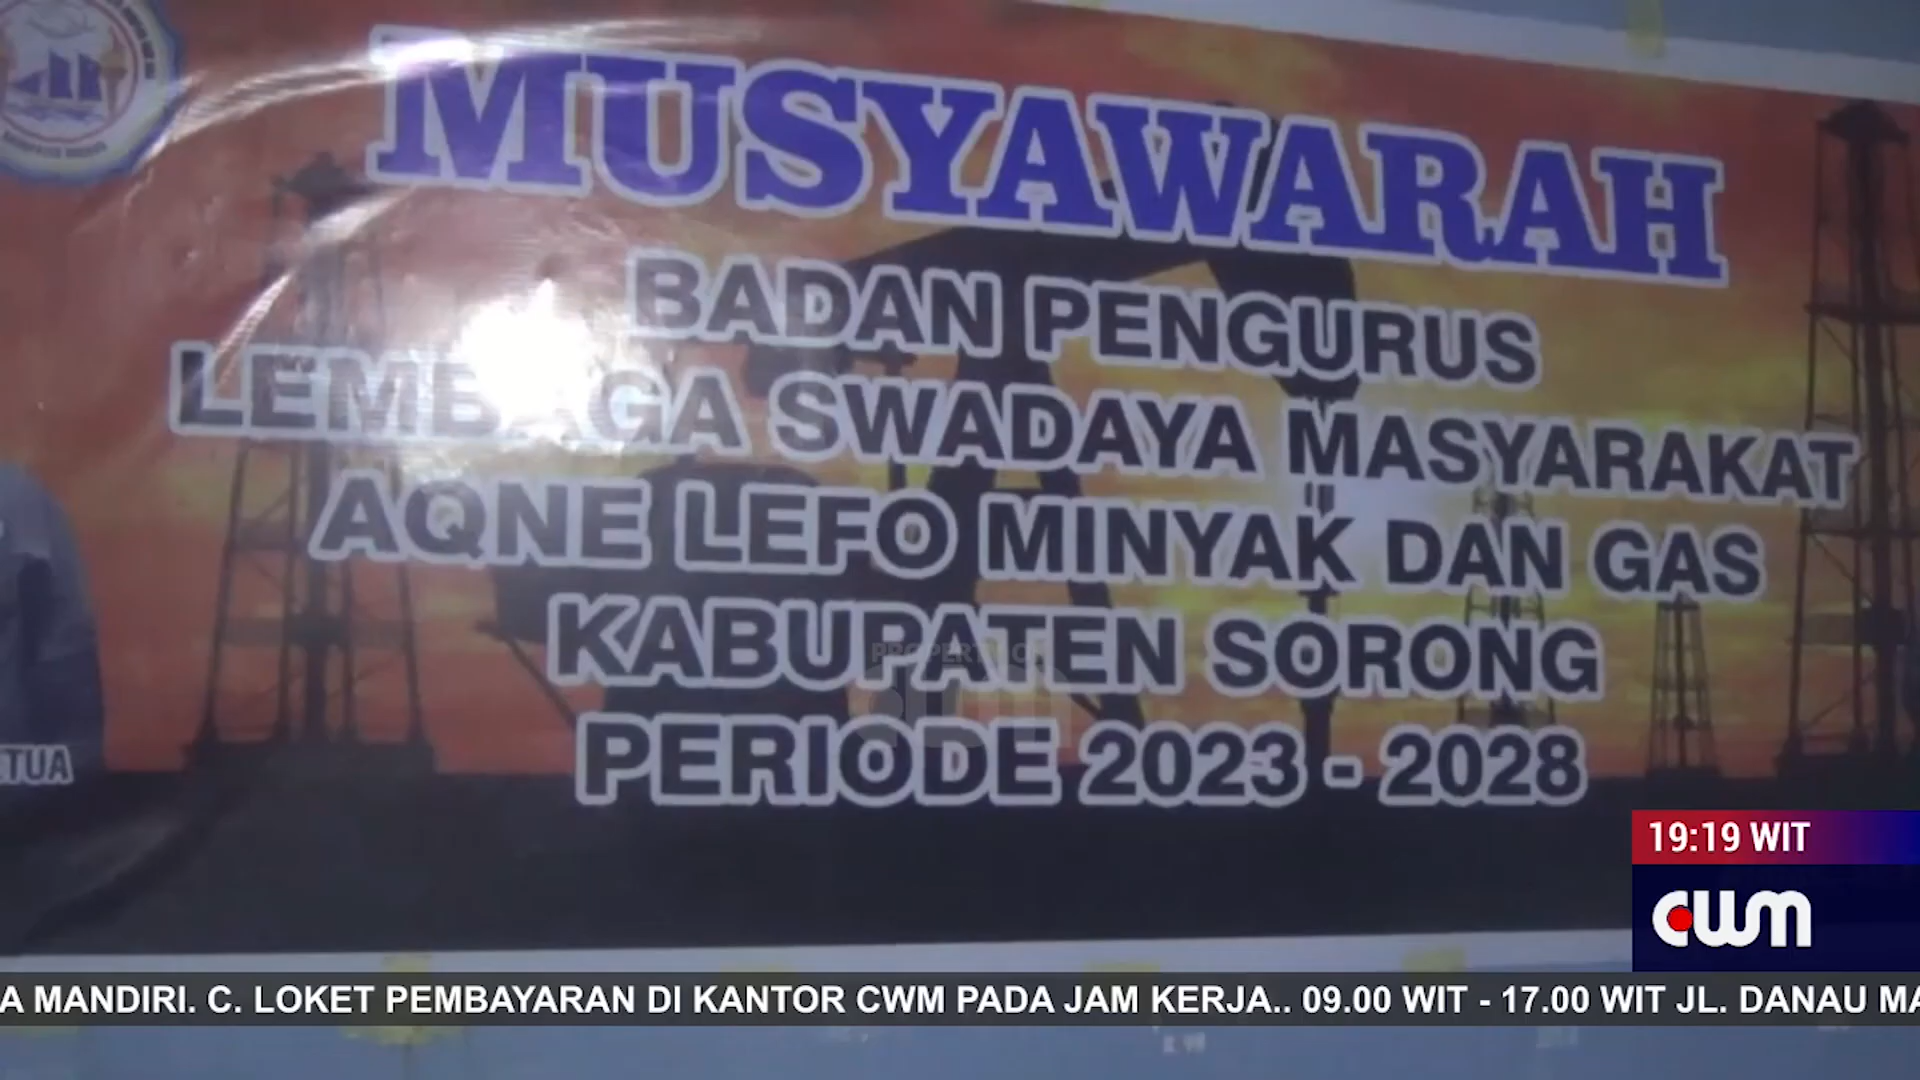 MUSYAWARAH
BADAN PENGURUS
LEMBAGA SWADAYA MASYARAKAT
AQNE LEFO MINYAK DAN GAS
KABUPATEN SORONG
PERIODE 2023 - 2028
TUA
19:19 WIT
cwm
A MANDIRI. C. LOKET PEMBAYARAN DI KANTOR CWM PADA JAM KERJA.. 09.00 WIT - 17.00 WIT JL. DANAU MA